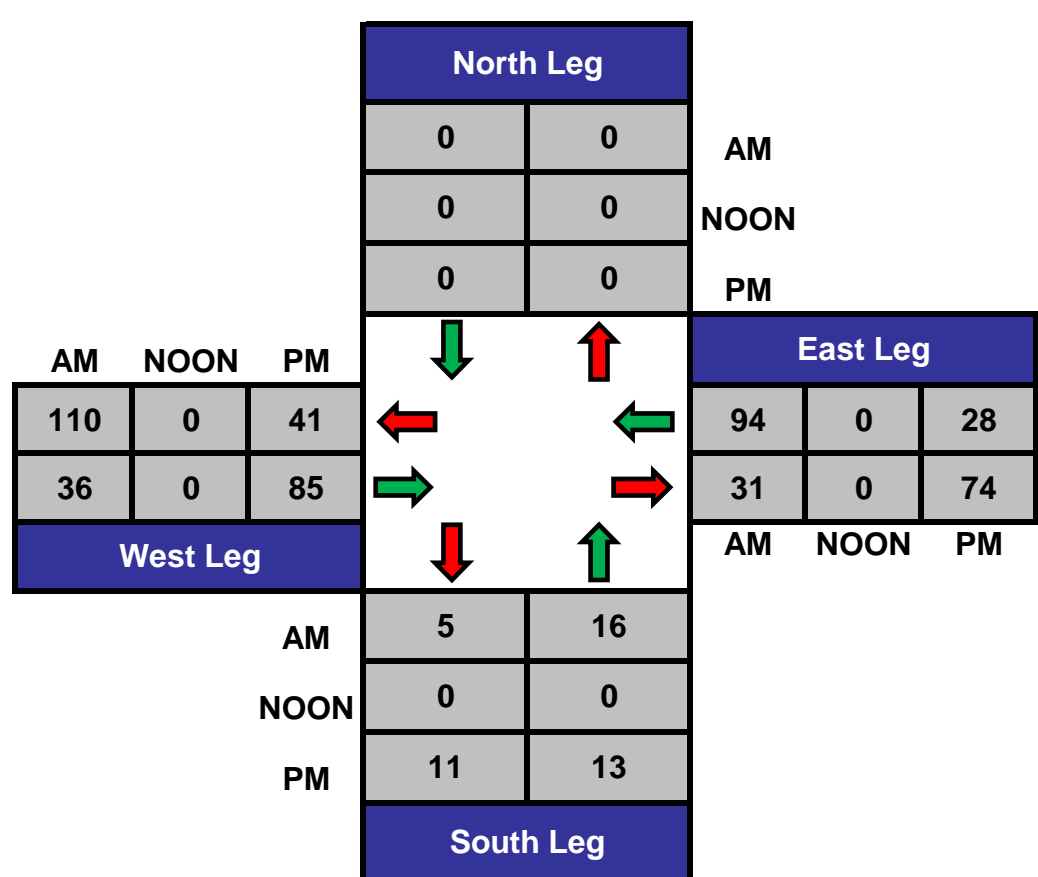 North Leg
0 0 AM
0 0 NOON
0 0 PM
East Leg
AM NOON PM
110 0 41 94 0 28
36 0 85 31 0 74
West Leg AM NOON PM
AM 5 16
NOON 0 0
PM 11 13
South Leg